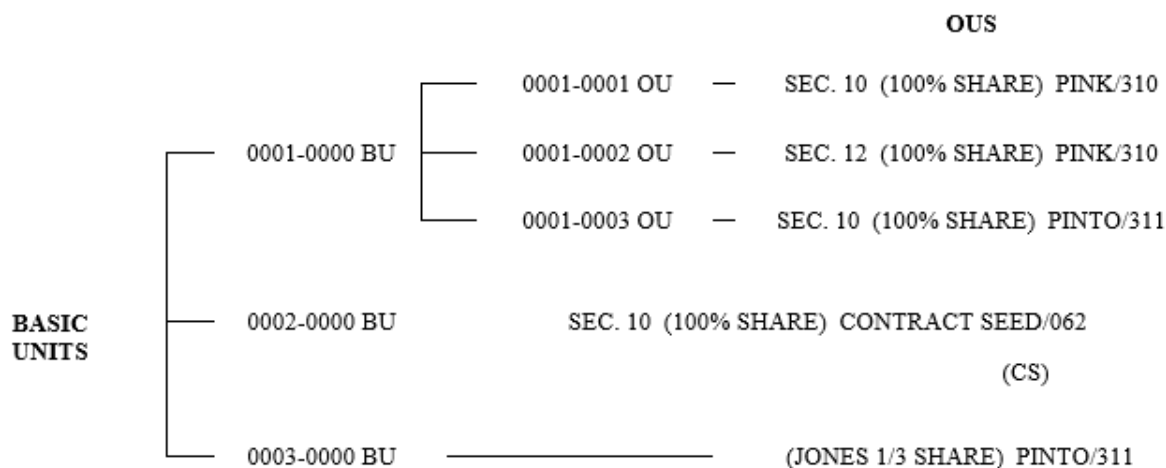 OUS
0001-0001 OU — SEC. 10 (100% SHARE) PINK/310
0001-0000 BU 0001-0002 OU — SEC. 12 (100% SHARE) PINK/310
0001-0003 OU — SEC. 10 (100% SHARE) PINTO/311
BASIC
UNITS
0002-0000 BU SEC. 10 (100% SHARE) CONTRACT SEED/062
(CS)
0003-0000 BU (JONES 1/3 SHARE) PINTO/311